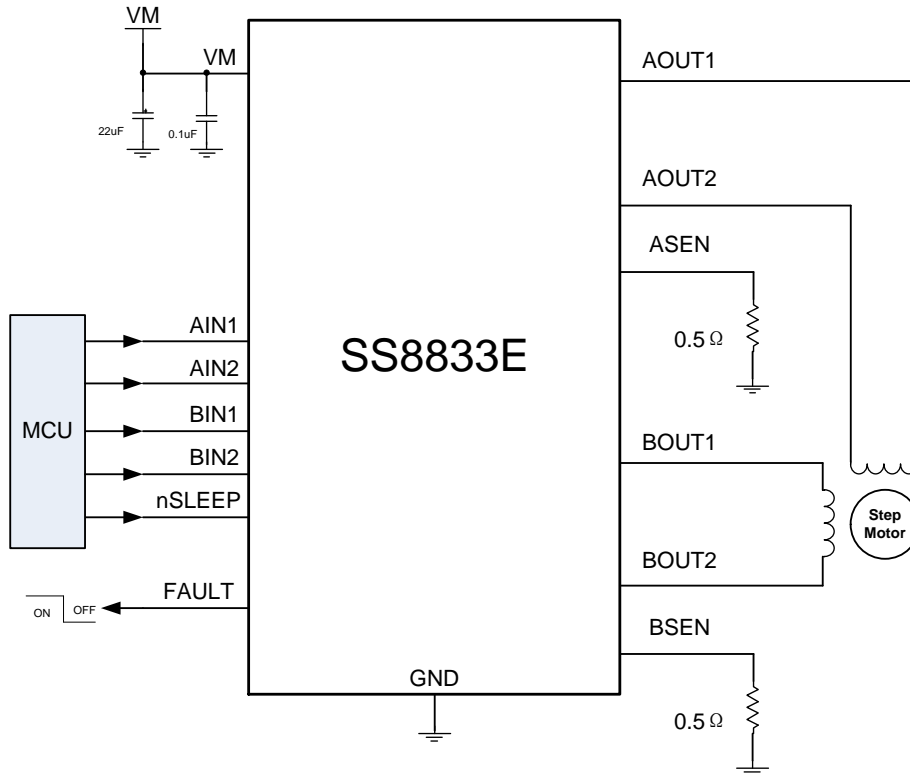 VM
VM
22uF
0.1uF
AOUT1
AOUT2
ASEN
0.5 Ω
MCU
AIN1
AIN2
BIN1
BIN2
nSLEEP
FAULT
ON OFF
SS8833E
BOUT1
BOUT2
Step
Motor
BSEN
0.5 Ω
GND